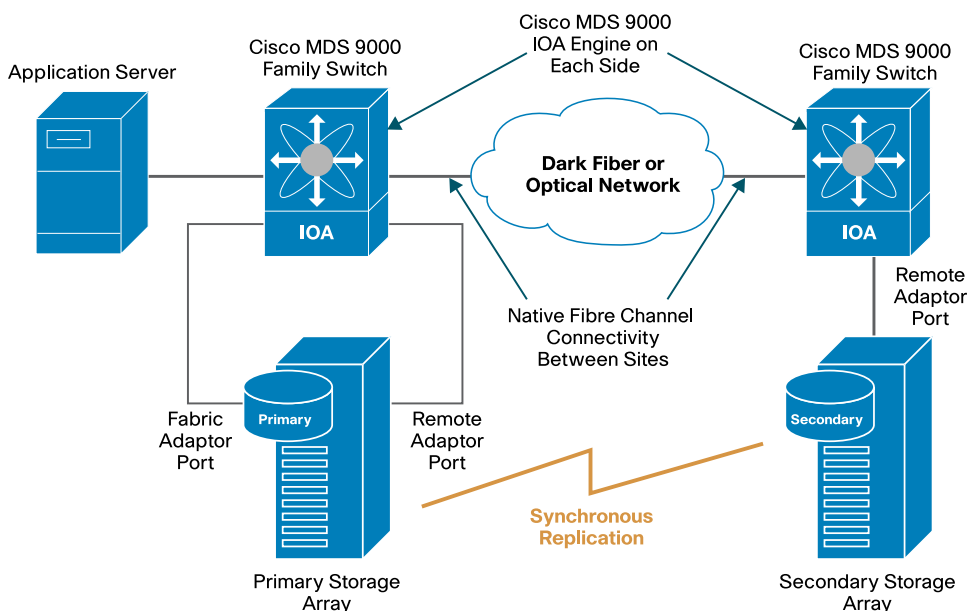 Cisco MDS 9000
IOA Engine on
Each Side
Cisco MDS 9000
Family Switch
Cisco MDS 9000
Family Switch
Application Server
Dark Fiber or
Optical Network
IOA
IOA
Remote
Adaptor
Port
Native Fibre Channel
Connectivity
Between Sites
Fabric
Adaptor
Port
Primary
Remote
Adaptor
Port
Secondary
Synchronous
Replication
Primary Storage
Array
Secondary Storage
Array